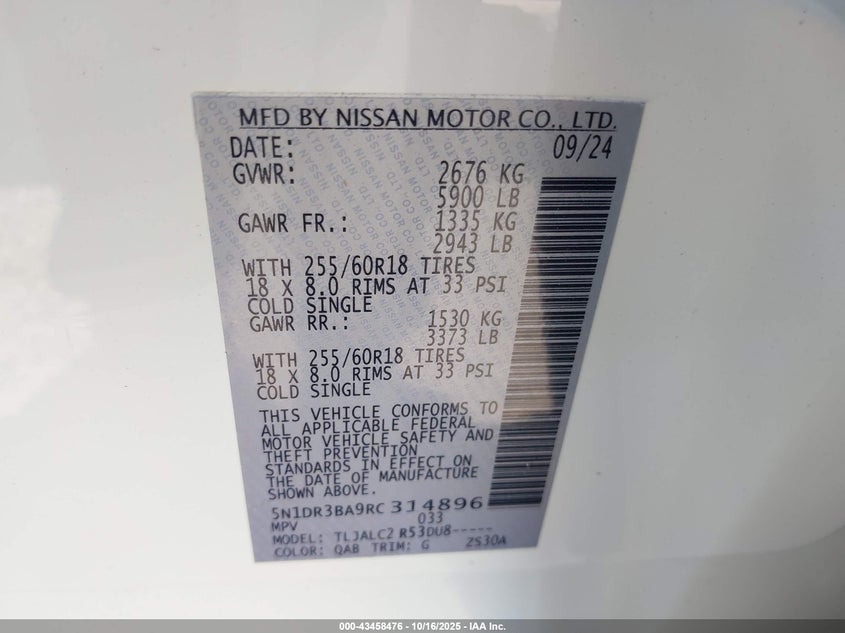 MFD BY NISSAN MOTOR CO., LTD.
DATE: 09/24
GVWR: 2676 KG
5900 LB
GAWR FR.: 1335 KG
2943 LB
WITH 255/60R18 TIRES
18 X 8.0 RIMS AT 33 PSI
COLD SINGLE
GAWR RR.: 1530 KG
3373 LB
WITH 255/60R18 TIRES
18 X 8.0 RIMS AT 33 PSI
COLD SINGLE
THIS VEHICLE CONFORMS TO
ALL APPLICABLE FEDERAL
MOTOR VEHICLE SAFETY AND
THEFT PREVENTION
STANDARDS IN EFFECT ON
THE DATE OF MANUFACTURE
SHOWN ABOVE.
5N1DR3BA9RC314896
MPV 033
MODEL: TLJALC2 R53DU8-----
COLOR: QAB TRIM: G ZS30A
000-43458476 - 10/16/2025 - IAA Inc.